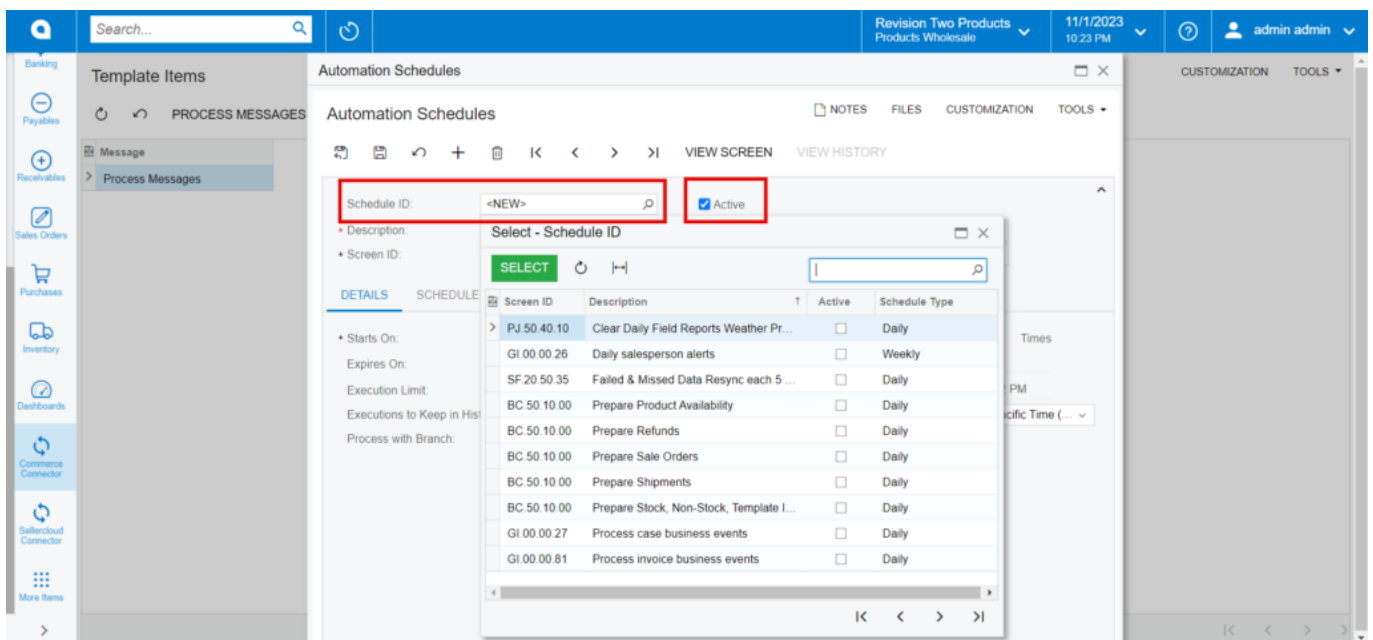 Search...
Revision Two Products
Products Wholesale
11/1/2023
10:23 PM
admin admin
Banking
Payables
Receivables
Sales Orders
Purchases
Inventory
Dashboards
Commerce
Connector
Sellercloud
Connector
More Items
Template Items
CUSTOMIZATION TOOLS
PROCESS MESSAGES
Message
Process Messages
Automation Schedules
Automation Schedules
NOTES FILES CUSTOMIZATION TOOLS
VIEW SCREEN VIEW HISTORY
Schedule ID: <NEW> Active
Description:
Screen ID:
DETAILS SCHEDULE
Starts On:
Expires On:
Execution Limit:
Executions to Keep in His
Process with Branch:
Times
PM
cific Time (...
Select - Schedule ID
SELECT
Screen ID Description Active Schedule Type
PJ.50.40.10 Clear Daily Field Reports Weather Pr... Daily
GI.00.00.26 Daily salesperson alerts Weekly
SF.20.50.35 Failed & Missed Data Resync each 5 ... Daily
BC.50.10.00 Prepare Product Availability Daily
BC.50.10.00 Prepare Refunds Daily
BC.50.10.00 Prepare Sale Orders Daily
BC.50.10.00 Prepare Shipments Daily
BC.50.10.00 Prepare Stock, Non-Stock, Template I... Daily
GI.00.00.27 Process case business events Daily
GI.00.00.81 Process invoice business events Daily